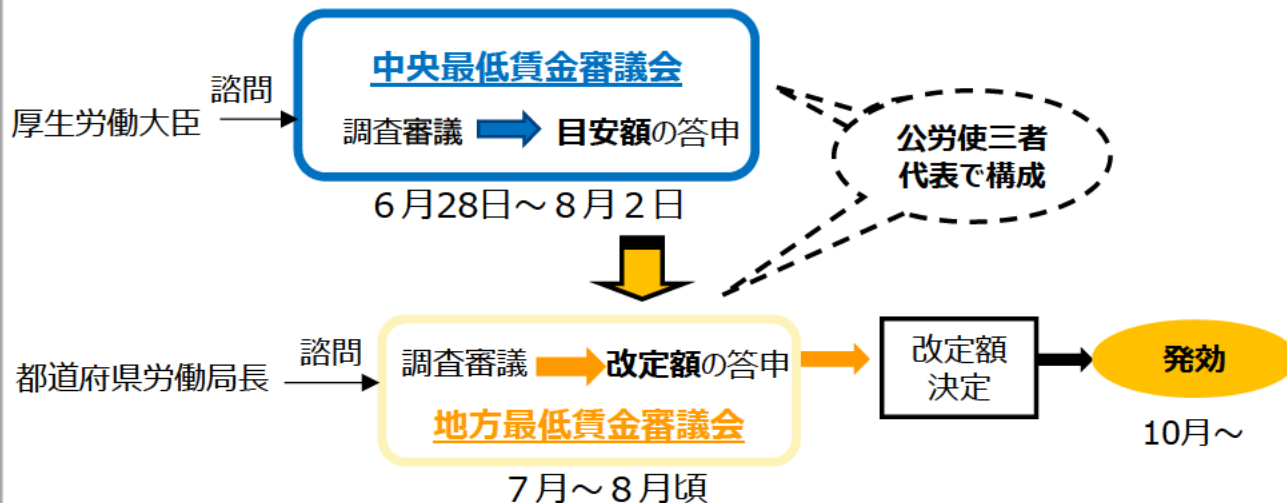 中央最低賃金審議会
厚生労働大臣
諮問
調査審議
目安額の答申
6月28日～8月2日
公労使三者
代表で構成
都道府県労働局長
諮問
調査審議
改定額の答申
地方最低賃金審議会
7月～8月頃
改定額
決定
発効
10月～